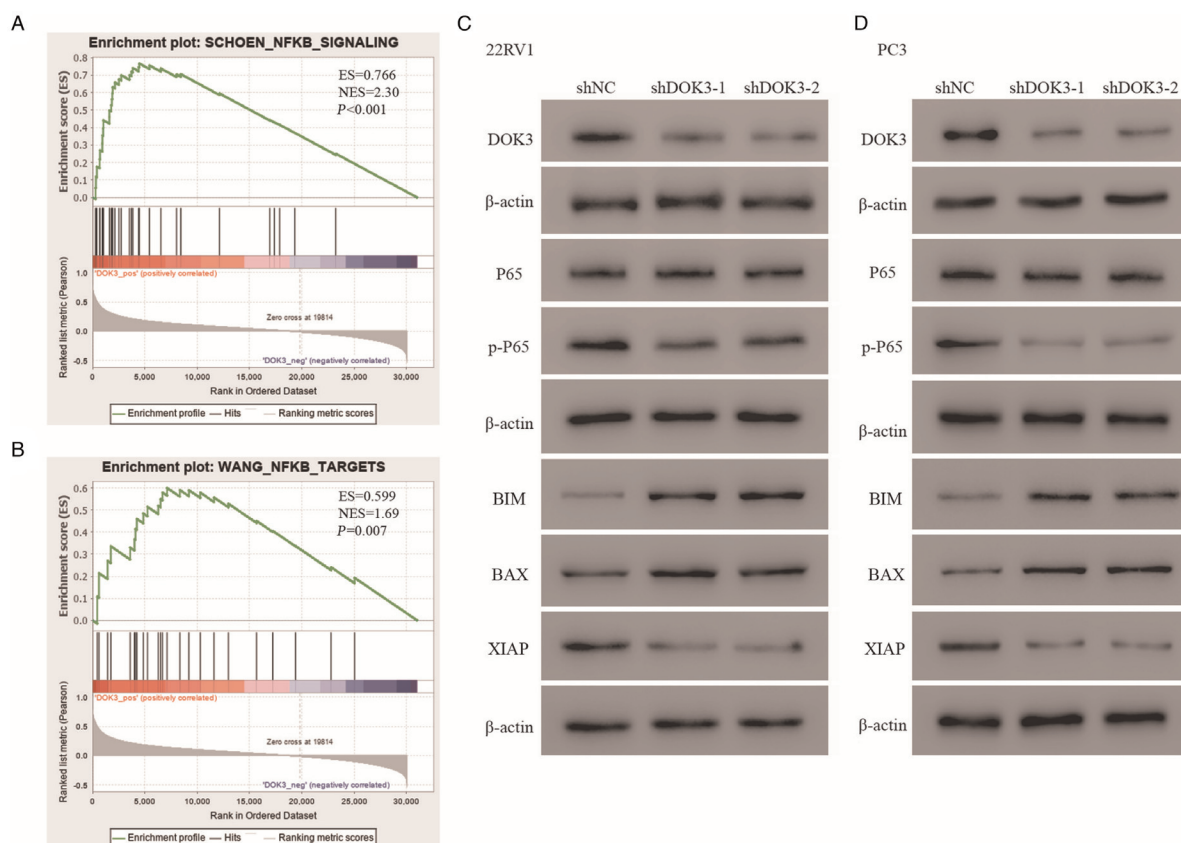 A
Enrichment plot: SCHOEN_NFKB_SIGNALING
Enrichment score (ES)
0.8
0.7
0.6
0.5
0.4
0.3
0.2
0.1
0.0
ES=0.766
NES=2.30
P<0.001
Ranked list metric (Pearson)
1.0
0.5
0.0
-0.5
'DOK3_pos' (positively correlated)
Zero cross at 19814
'DOK3_neg' (negatively correlated)
0 5,000 10,000 15,000 20,000 25,000 30,000
Rank in Ordered Dataset
Enrichment profile Hits Ranking metric scores
B
Enrichment plot: WANG_NFKB_TARGETS
Enrichment score (ES)
0.6
0.5
0.4
0.3
0.2
0.1
0.0
ES=0.599
NES=1.69
P=0.007
Ranked list metric (Pearson)
1.0
0.5
0.0
-0.5
'DOK3_pos' (positively correlated)
Zero cross at 19814
'DOK3_neg' (negatively correlated)
0 5,000 10,000 15,000 20,000 25,000 30,000
Rank in Ordered Dataset
Enrichment profile Hits Ranking metric scores
C
22RV1
shNC shDOK3-1 shDOK3-2
DOK3
β-actin
P65
p-P65
β-actin
BIM
BAX
XIAP
β-actin
D
PC3
shNC shDOK3-1 shDOK3-2
DOK3
β-actin
P65
p-P65
β-actin
BIM
BAX
XIAP
β-actin